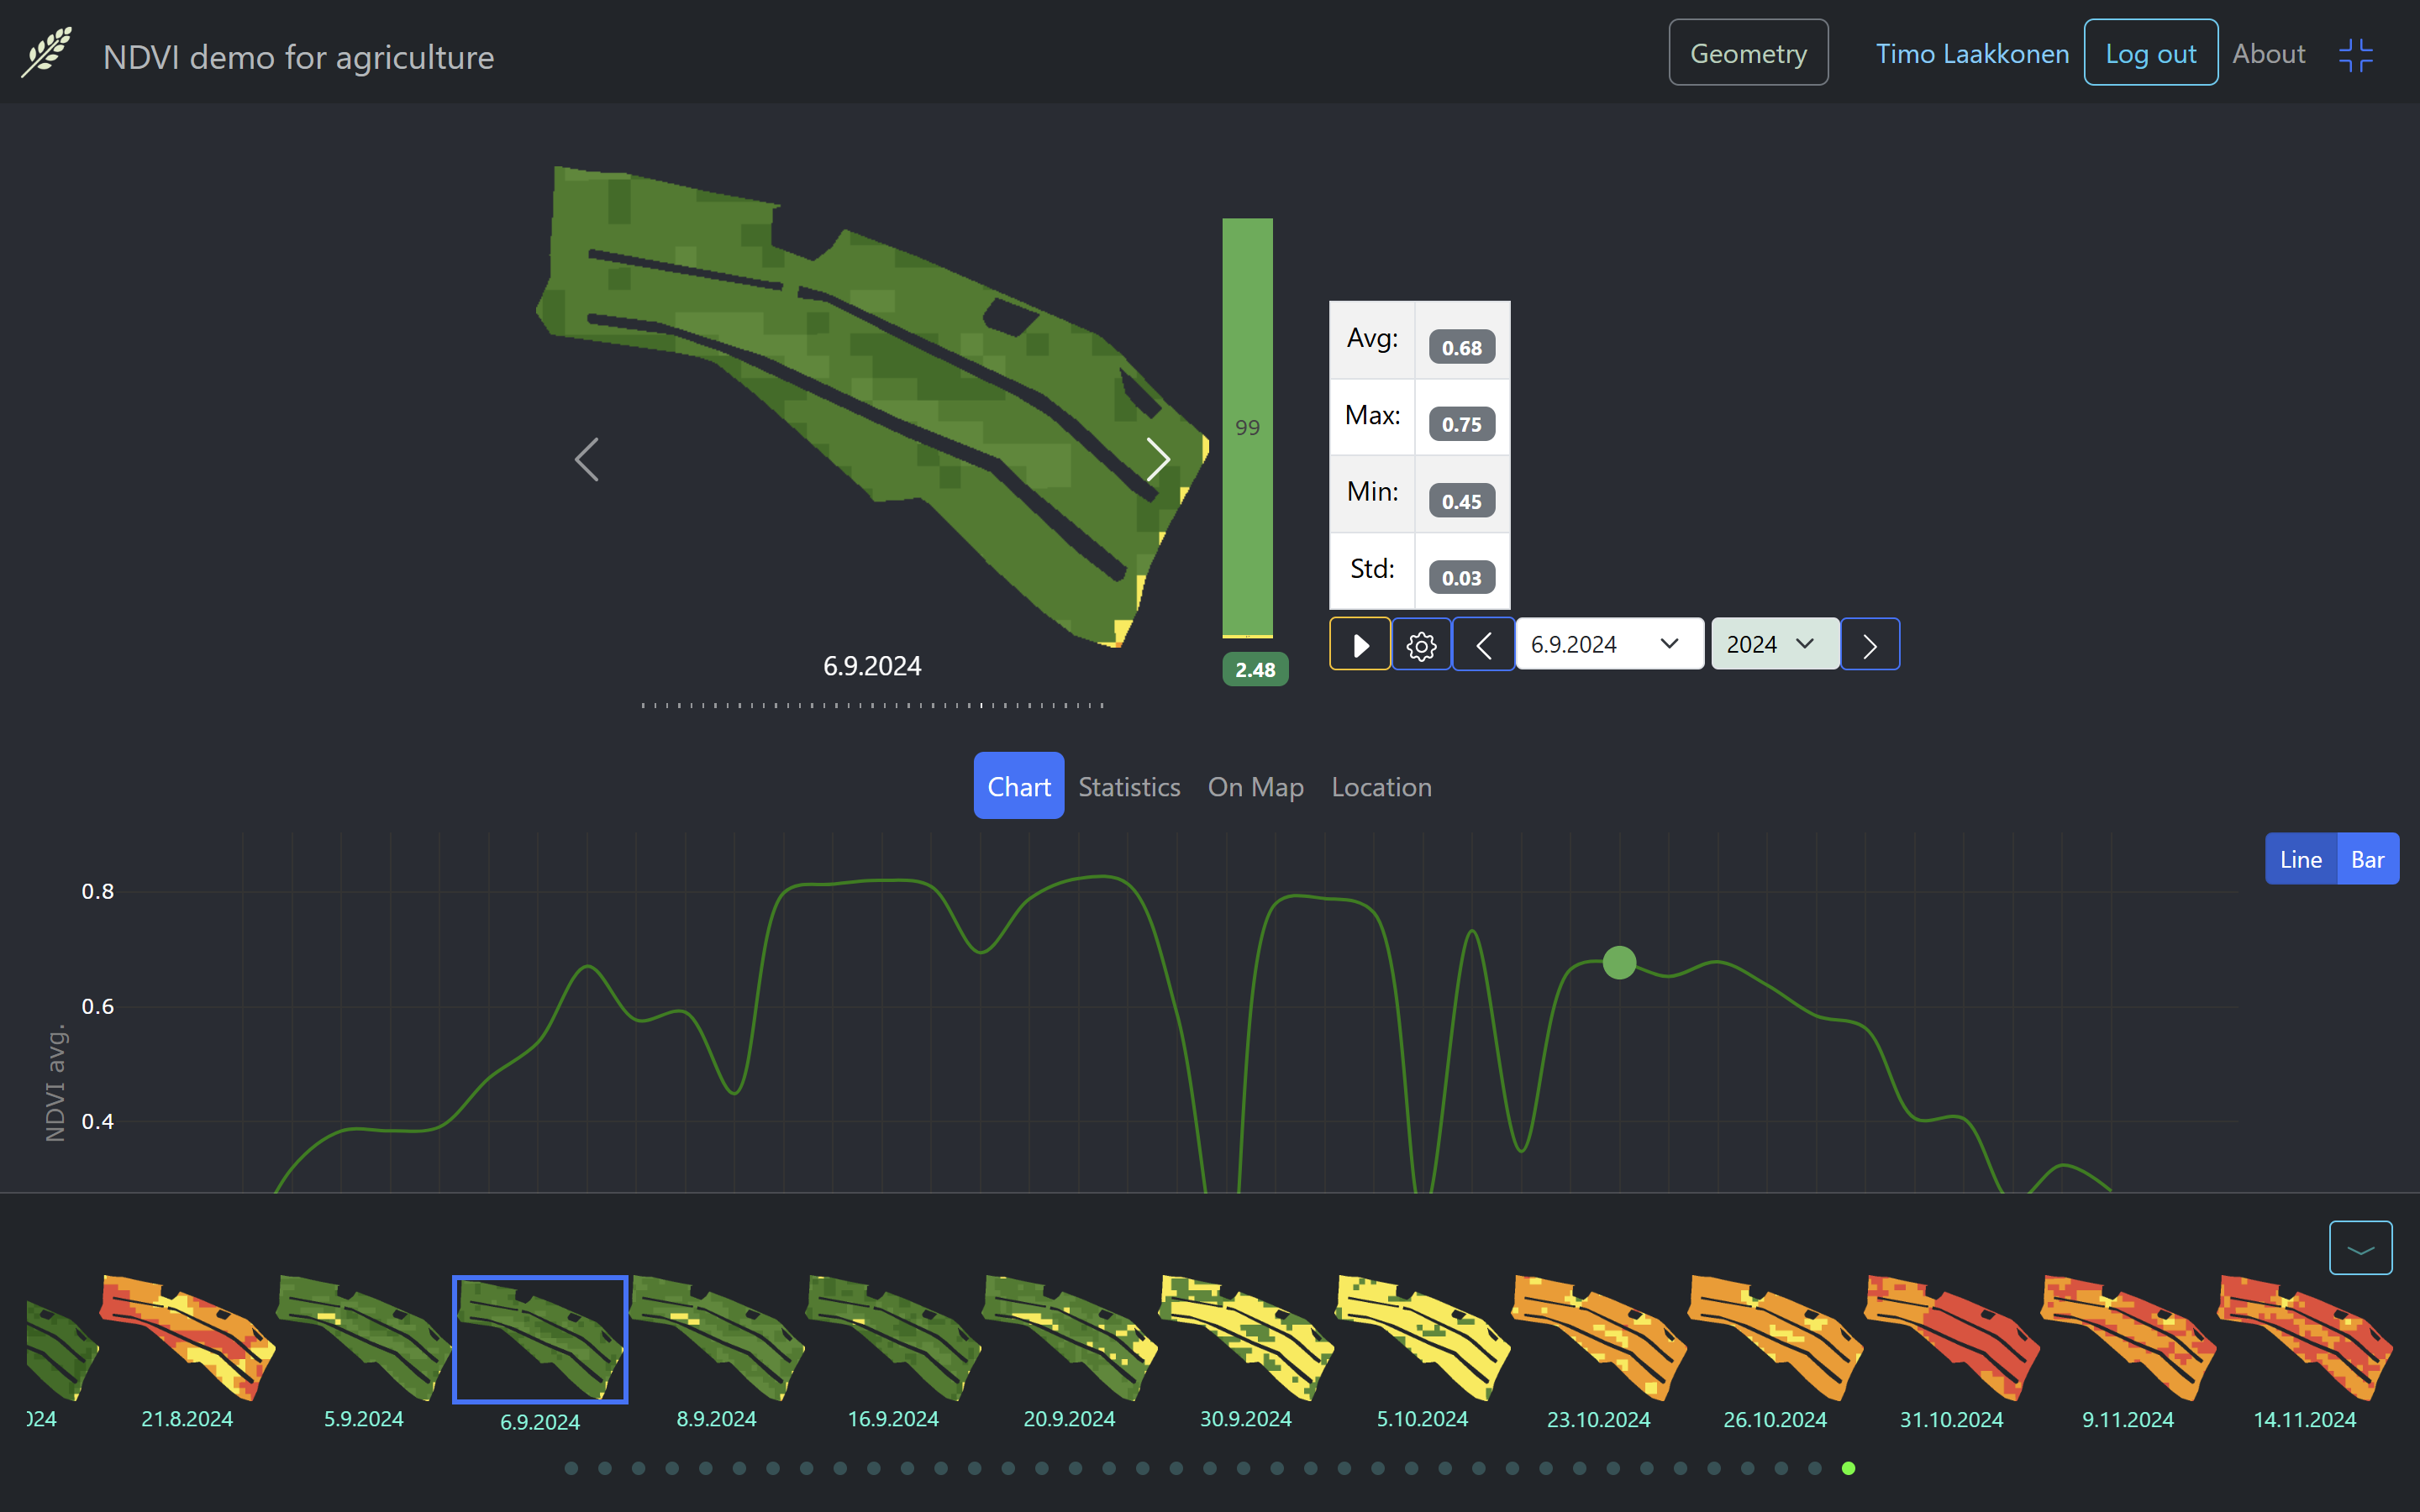 NDVI demo for agriculture
Geometry
Timo Laakkonen
Log out
About
99
2.48
Avg: 0.68
Max: 0.75
Min: 0.45
Std: 0.03
6.9.2024
2024
6.9.2024
Chart
Statistics
On Map
Location
Line
Bar
NDVI avg.
0.8
0.6
0.4
024
21.8.2024
5.9.2024
6.9.2024
8.9.2024
16.9.2024
20.9.2024
30.9.2024
5.10.2024
23.10.2024
26.10.2024
31.10.2024
9.11.2024
14.11.2024